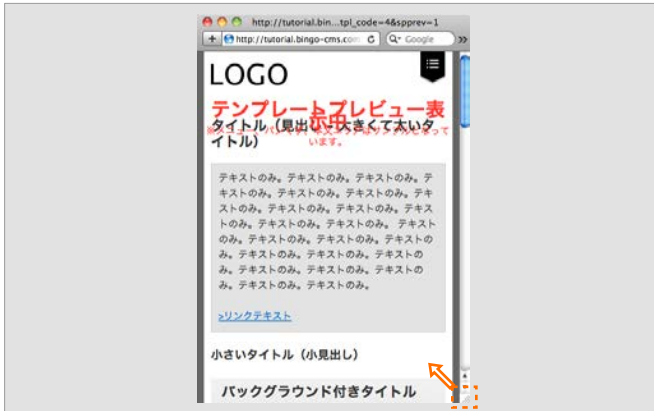 http://tutorial.bin...tpl_code=4&spprev=1
http://tutorial.bingo-cms.com
Google
LOGO
テンプレートプレビュー表
示中
タイトル（見出し）大きくて太いタ
イトル）
います。
テキストのみ。テキストのみ。テキストのみ。テ
キストのみ。テキストのみ。テキストのみ。テキ
ストのみ。テキストのみ。テキストのみ。テキス
トのみ。テキストのみ。テキストのみ。 テキスト
のみ。テキストのみ。テキストのみ。テキストの
み。テキストのみ。テキストのみ。テキストの
み。テキストのみ。テキストのみ。テキストの
み。テキストのみ。テキストのみ。
>リンクテキスト
小さいタイトル（小見出し）
バックグラウンド付きタイトル